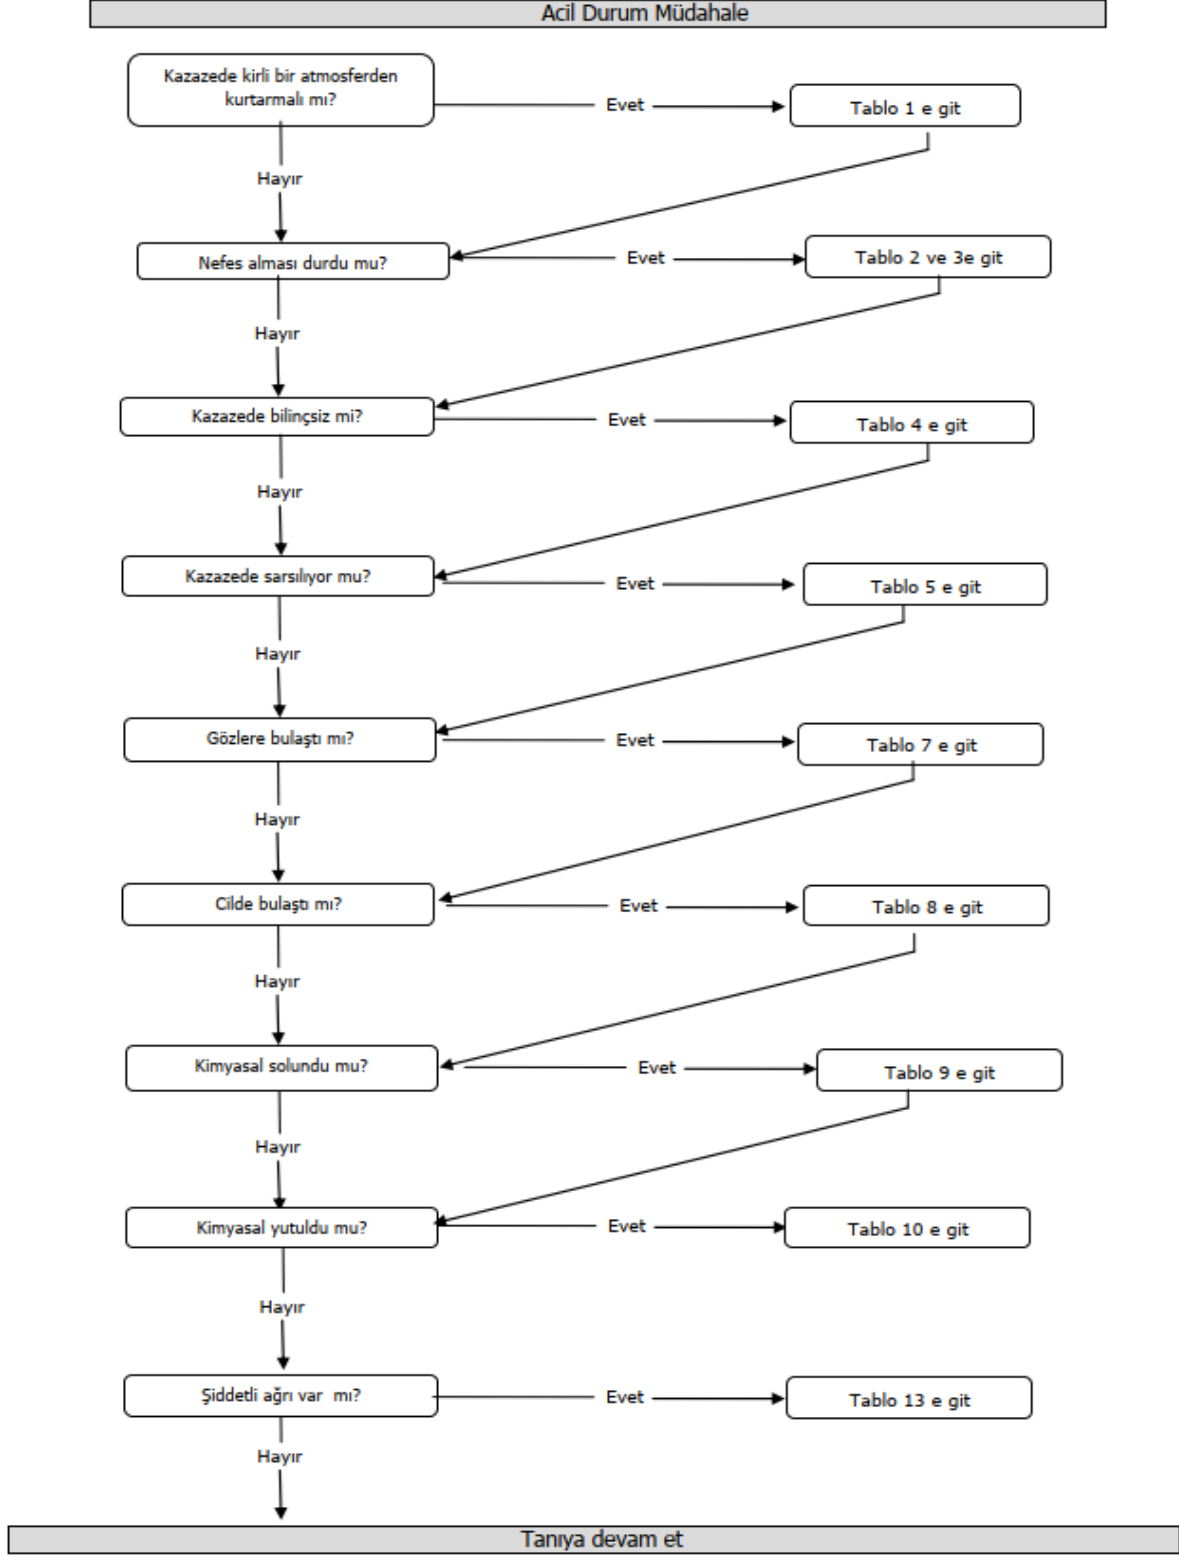 Acil Durum Müdahale
Kazazede kirli bir atmosferden
kurtarmalı mı?
Evet
Tablo 1 e git
Hayır
Nefes alması durdu mu?
Evet
Tablo 2 ve 3e git
Hayır
Kazazede bilinçsiz mi?
Evet
Tablo 4 e git
Hayır
Kazazede sarsılıyor mu?
Evet
Tablo 5 e git
Hayır
Gözlere bulaştı mı?
Evet
Tablo 7 e git
Hayır
Cilde bulaştı mı?
Evet
Tablo 8 e git
Hayır
Kimyasal solundu mu?
Evet
Tablo 9 e git
Hayır
Kimyasal yutuldu mu?
Evet
Tablo 10 e git
Hayır
Şiddetli ağrı var mı?
Evet
Tablo 13 e git
Hayır
Tanıya devam et